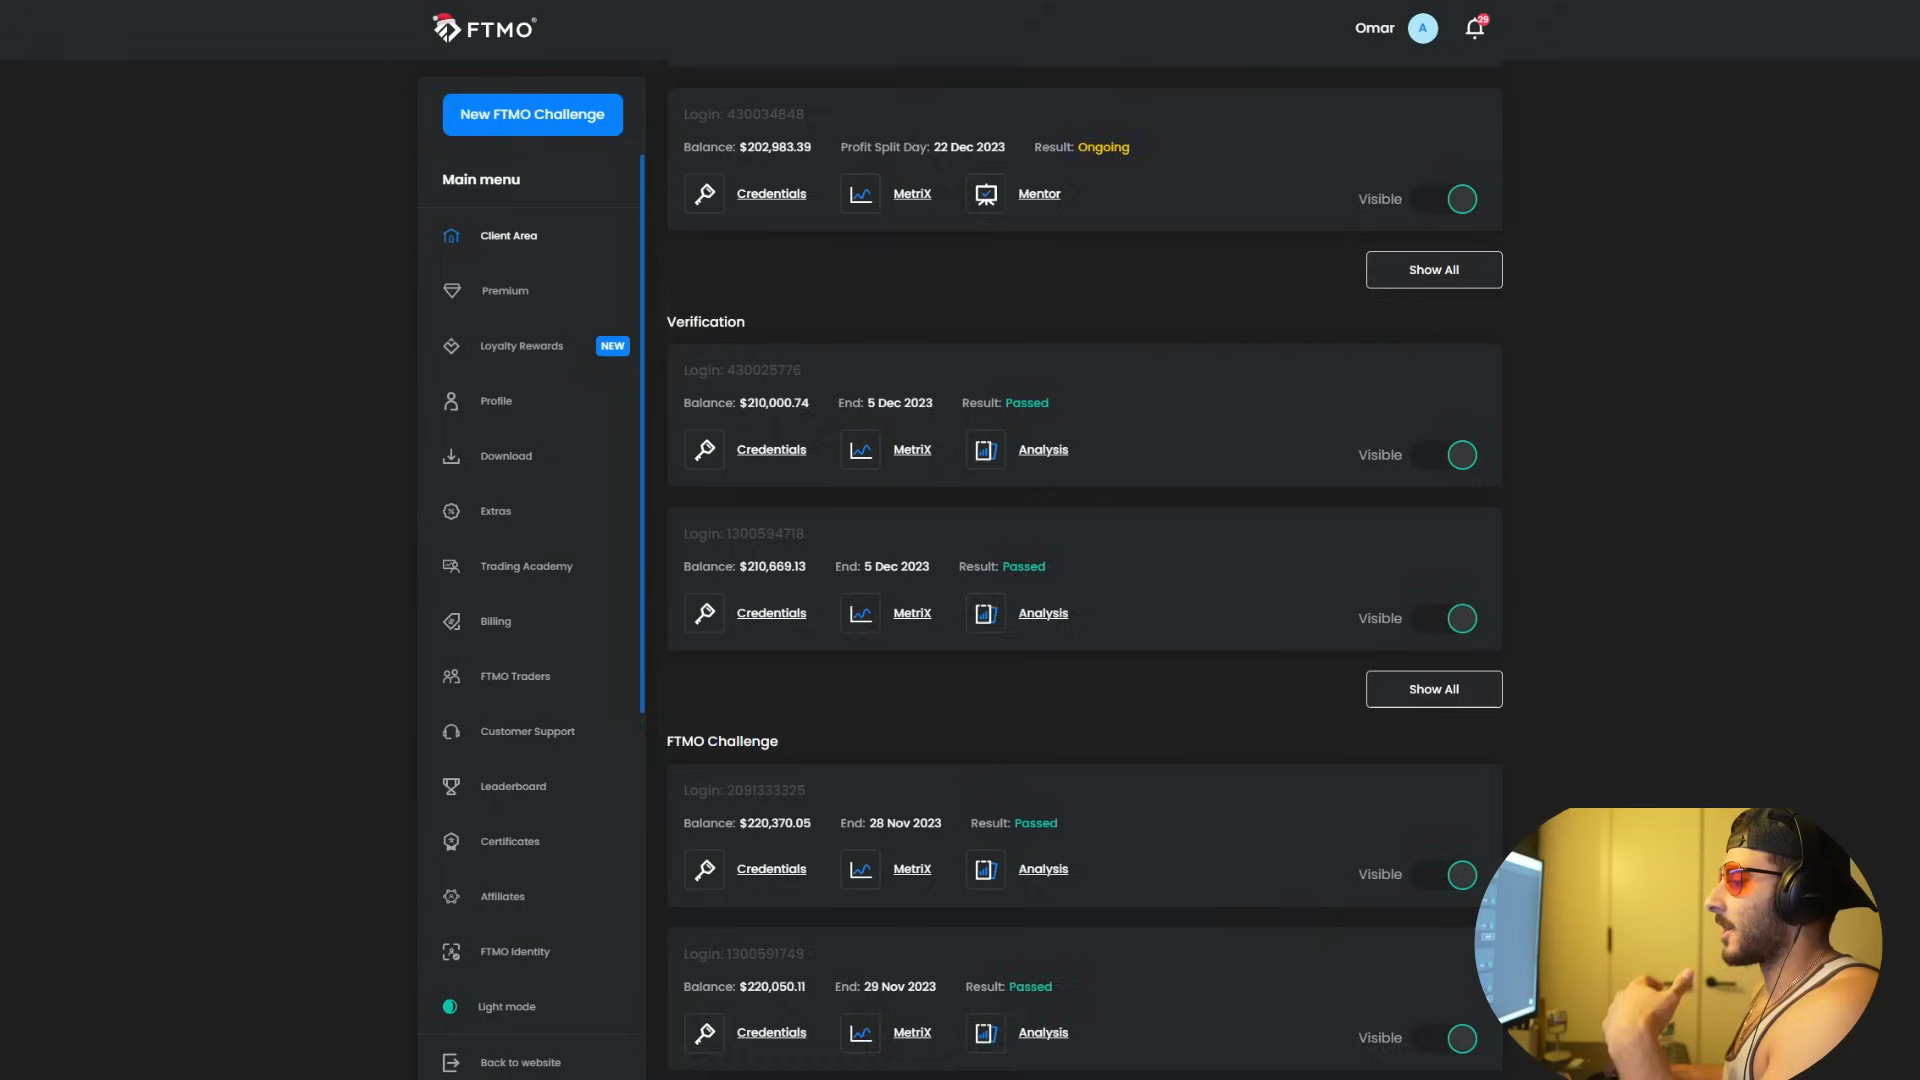 FTMO®
Omar
A
29
New FTMO Challenge
Main menu
Client Area
Premium
Loyalty Rewards NEW
Profile
Download
Extras
Trading Academy
Billing
FTMO Traders
Customer Support
Leaderboard
Certificates
Affiliates
FTMO Identity
Light mode
Back to website
Login: 430034848
Balance: $202,983.39 Profit Split Day: 22 Dec 2023 Result: Ongoing
Credentials MetriX Mentor Visible
Show All
Verification
Login: 430025776
Balance: $210,000.74 End: 5 Dec 2023 Result: Passed
Credentials MetriX Analysis Visible
Login: 1300594718
Balance: $210,669.13 End: 5 Dec 2023 Result: Passed
Credentials MetriX Analysis Visible
Show All
FTMO Challenge
Login: 2091333325
Balance: $220,370.05 End: 28 Nov 2023 Result: Passed
Credentials MetriX Analysis Visible
Login: 1300591749
Balance: $220,050.11 End: 29 Nov 2023 Result: Passed
Credentials MetriX Analysis Visible